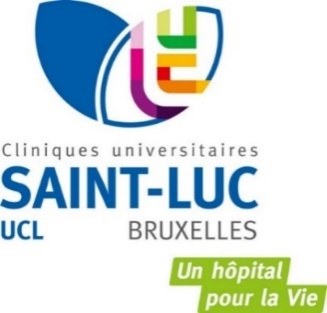 Cliniques universitaires
SAINT-LUC
UCL BRUXELLES
Un hôpital
pour la Vie